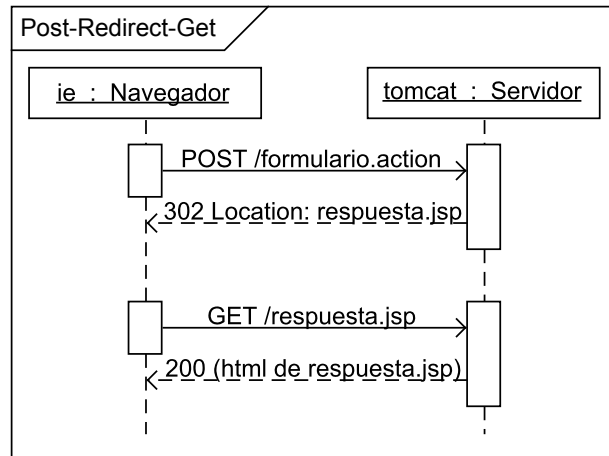 Post-Redirect-Get
ie : Navegador
tomcat : Servidor
POST /formulario.action
302 Location: respuesta.jsp
GET /respuesta.jsp
200 (html de respuesta.jsp)